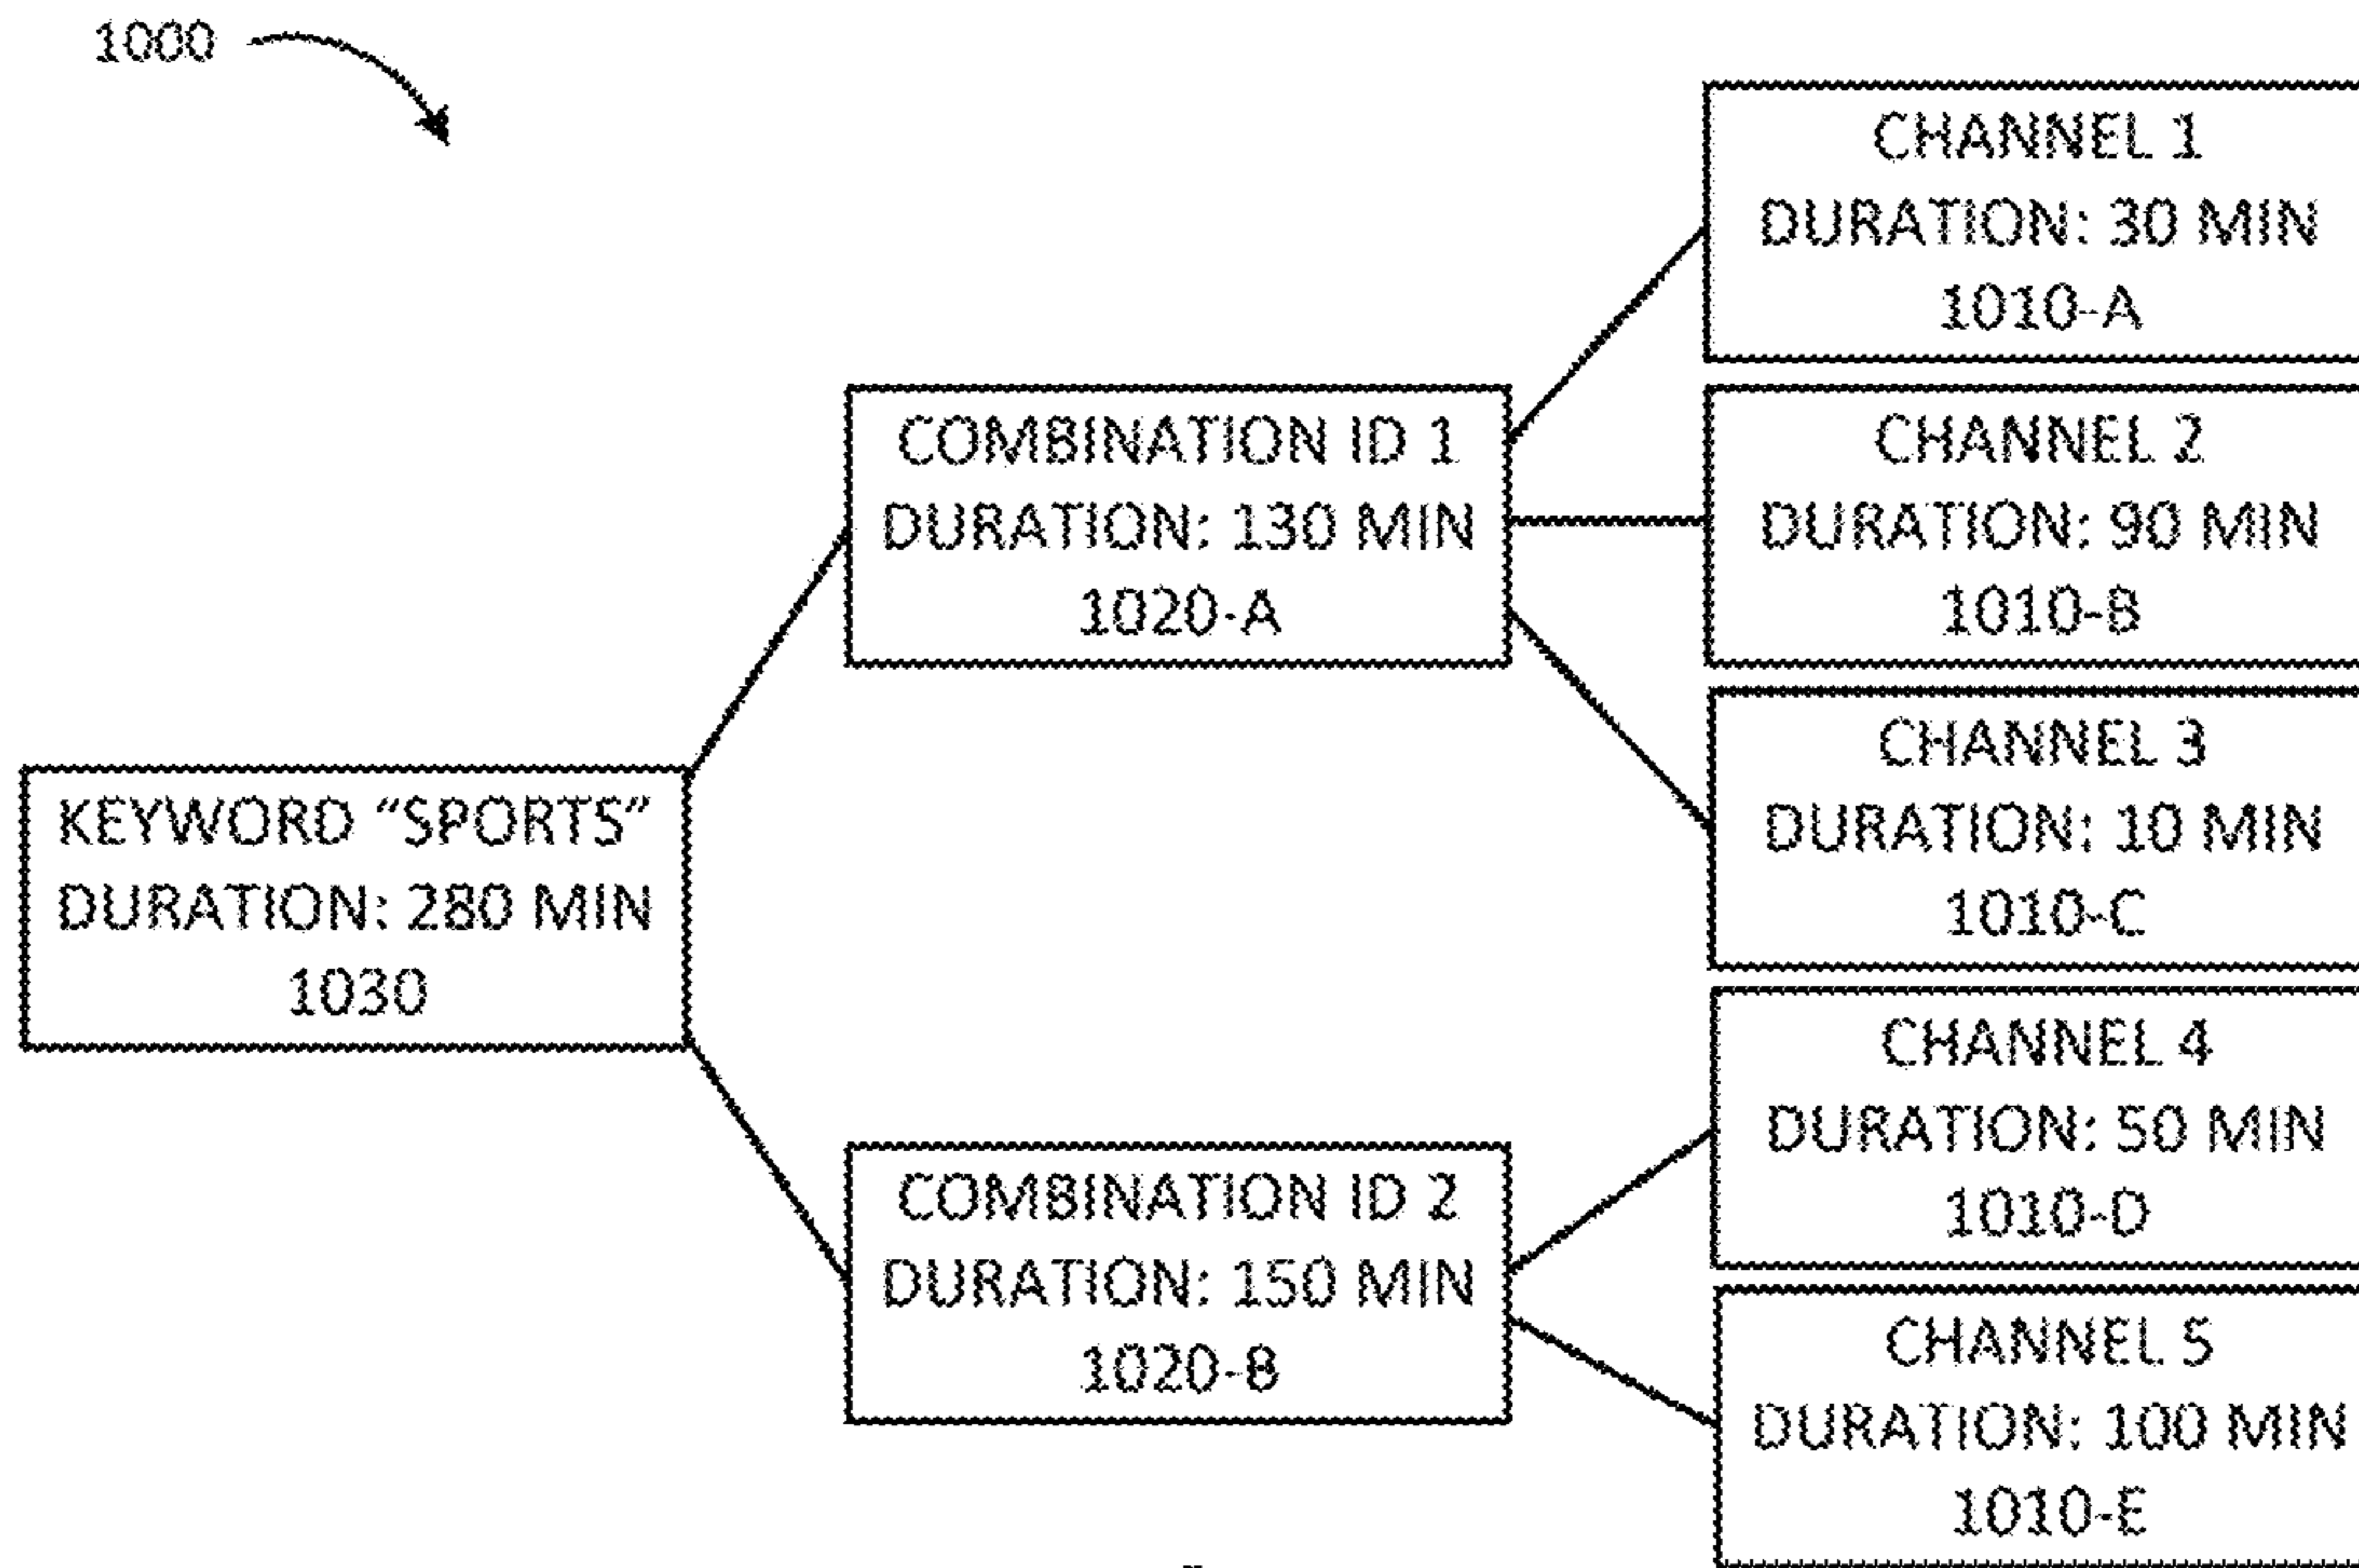 1000
CHANNEL 1
DURATION: 30 MIN
1010-A
COMBINATION ID 1
DURATION: 130 MIN
1020-A
CHANNEL 2
DURATION: 90 MIN
1010-B
CHANNEL 3
DURATION: 10 MIN
1010-C
KEYWORD “SPORTS”
DURATION: 280 MIN
1030
CHANNEL 4
DURATION: 50 MIN
1010-D
COMBINATION ID 2
DURATION: 150 MIN
1020-B
CHANNEL 5
DURATION: 100 MIN
1010-E